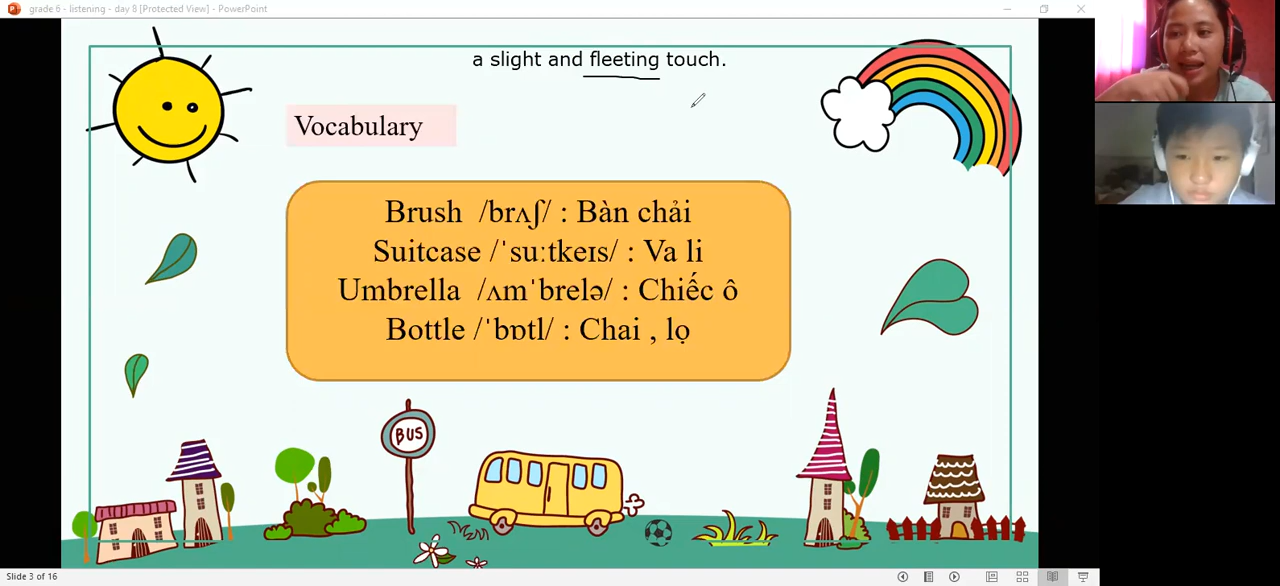 grade 6 - listening - day 8 [Protected View] - PowerPoint
a slight and fleeting touch.
Vocabulary
Brush /brʌʃ/ : Bàn chải
Suitcase /ˈsuːtkeɪs/ : Va li
Umbrella /ʌmˈbrelə/ : Chiếc ô
Bottle /ˈbɒtl/ : Chai , lọ
BUS
Slide 3 of 16